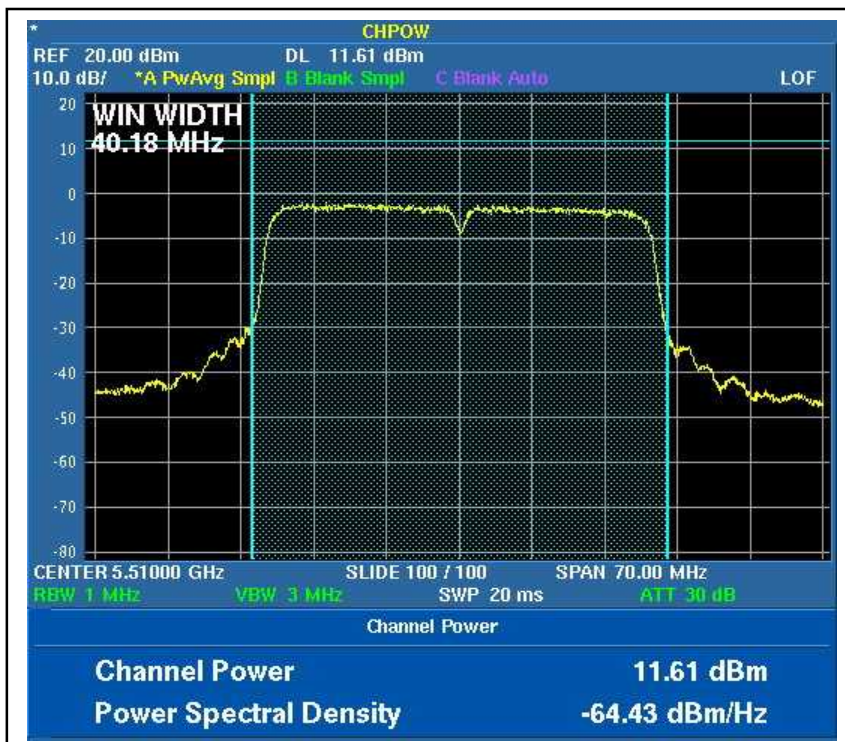 * CHPOW
REF 20.00 dBm DL 11.61 dBm
10.0 dB/ *A PwAvg Smpl B Blank Smpl C Blank Auto LOF
20
WIN WIDTH
40.18 MHz
10
0
-10
-20
-30
-40
-50
-60
-70
-80
CENTER 5.51000 GHz SLIDE 100 / 100 SPAN 70.00 MHz
RBW 1 MHz VBW 3 MHz SWP 20 ms ATT 30 dB
Channel Power
Channel Power 11.61 dBm
Power Spectral Density -64.43 dBm/Hz